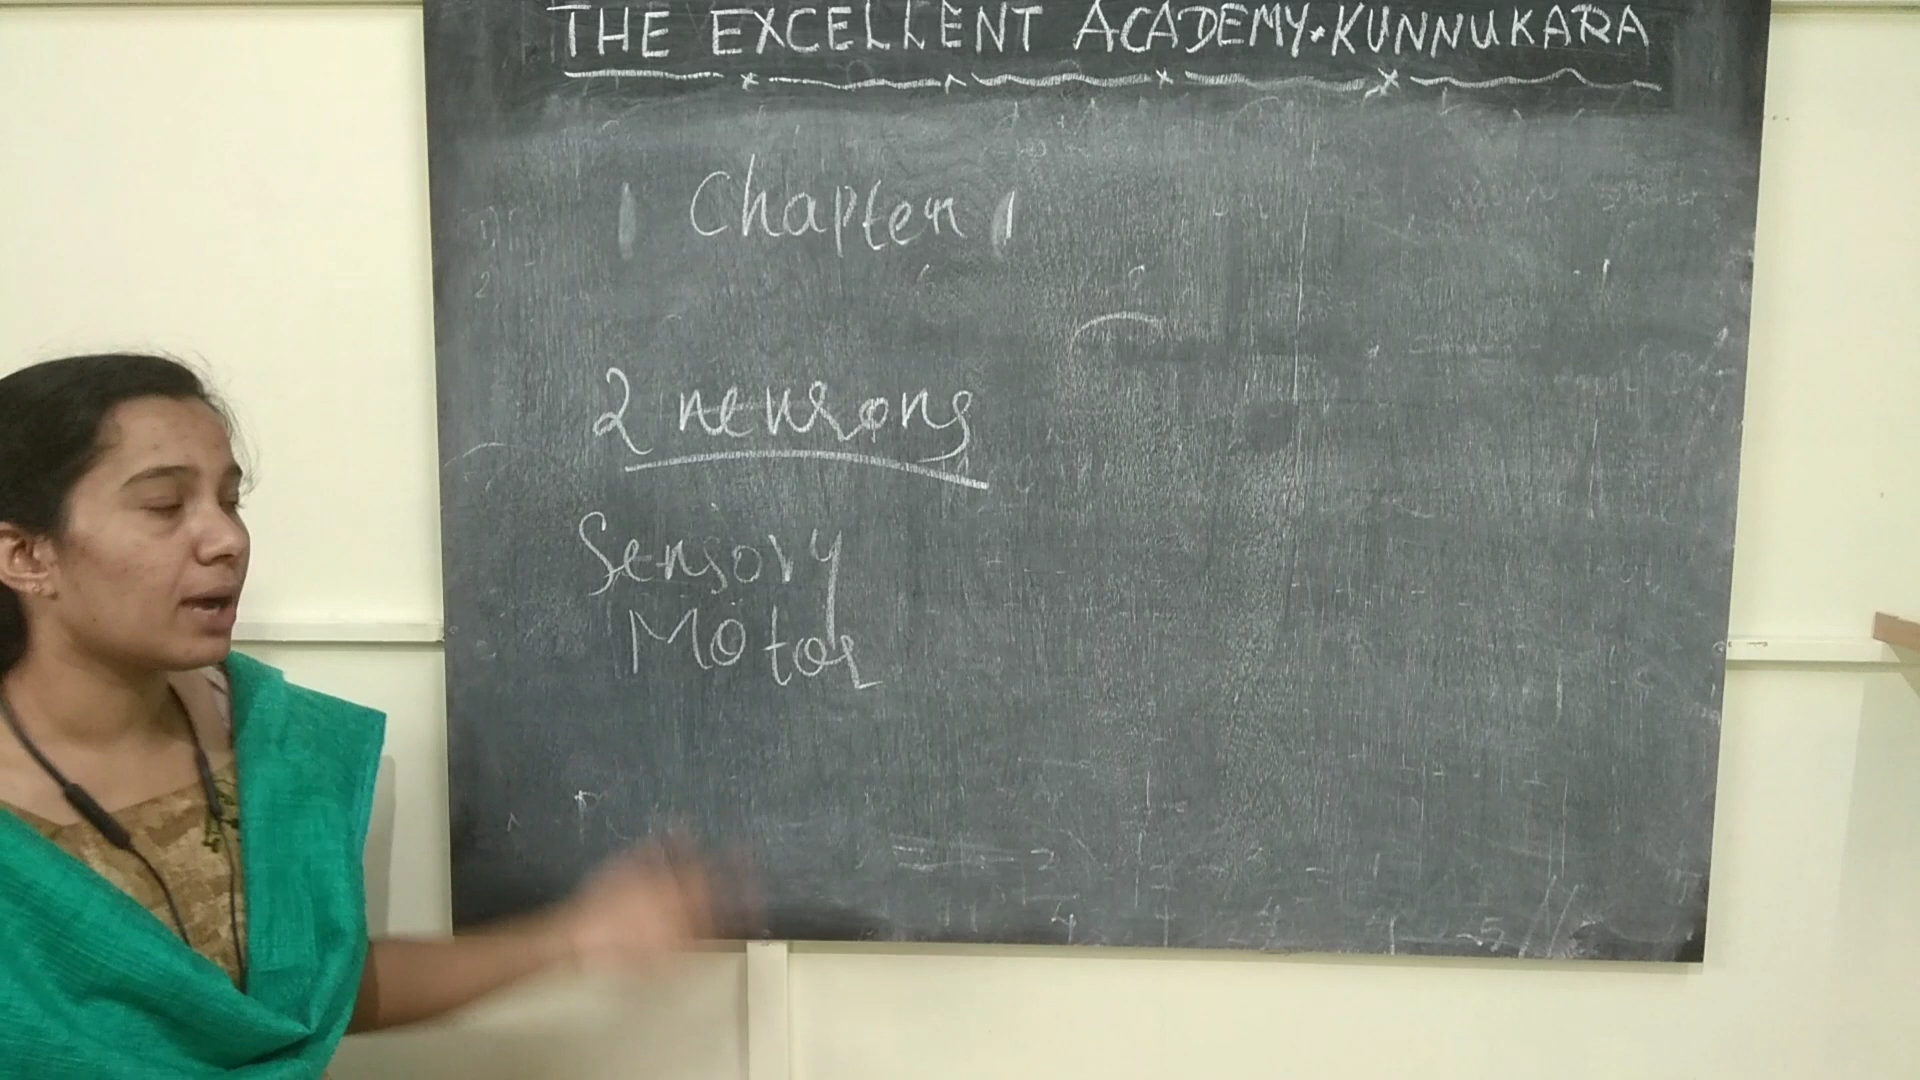 THE EXCELLENT ACADEMY•KUNNUKARA
Chapter 1
2 neurons
Sensory
Motor